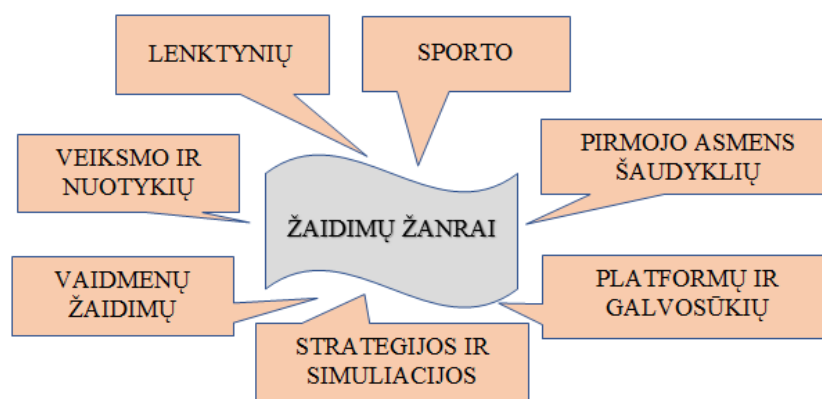 LENKTYNIŲ
SPORTO
VEIKSMO IR
NUOTYKIŲ
PIRMOJO ASMENS
ŠAUDYKLIŲ
ŽAIDIMŲ ŽANRAI
VAIDMENŲ
ŽAIDIMŲ
PLATFORMŲ IR
GALVOSŪKIŲ
STRATEGIJOS IR
SIMULIACIJOS